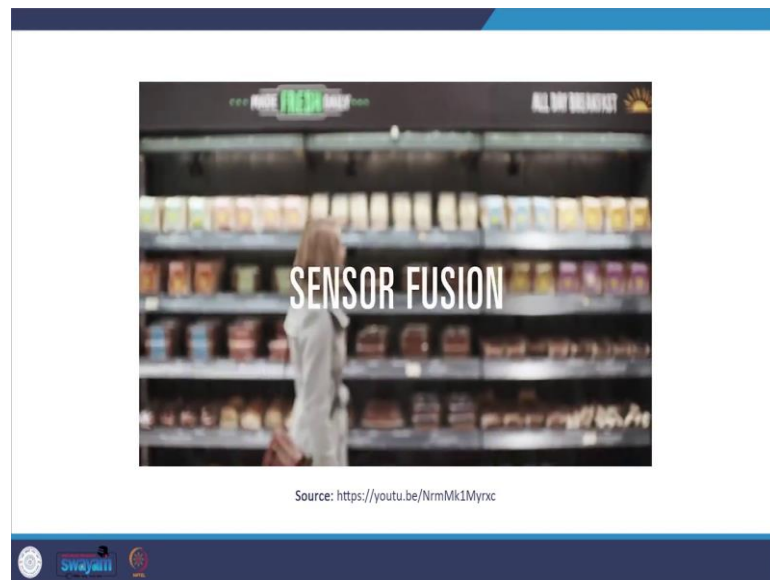 MADE FRESH DAILY
ALL DAY BREAKFAST
SENSOR FUSION
Source: https://youtu.be/NrmMk1Myrxc
swayam